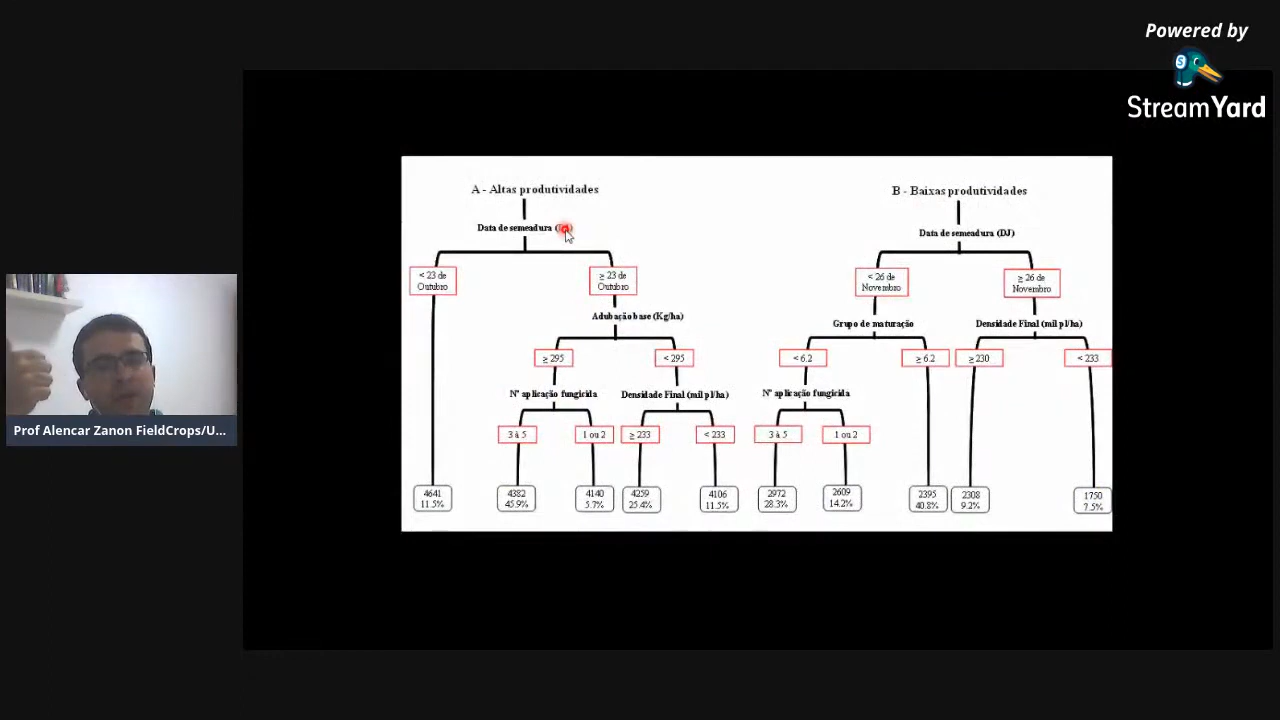 Powered by
StreamYard
A - Altas produtividades
Data de semeadura (
< 23 de
Outubro
≥ 23 de
Outubro
Adubação base (Kg/ha)
≥ 295
< 295
Nº aplicação fungicida
Densidade Final (mil pl/ha)
3 à 5
1 ou 2
≥ 233
< 233
4641
11.5%
4382
45.9%
4140
5.7%
4259
25.4%
4106
11.5%
B - Baixas produtividades
Data de semeadura (DJ)
< 26 de
Novembro
≥ 26 de
Novembro
Grupo de maturação
Densidade Final (mil pl/ha)
< 6.2
≥ 6.2
≥ 230
< 233
Nº aplicação fungicida
3 à 5
1 ou 2
2972
28.3%
2609
14.2%
2395
40.8%
2308
9.2%
1750
7.5%
Prof Alencar Zanon FieldCrops/U...